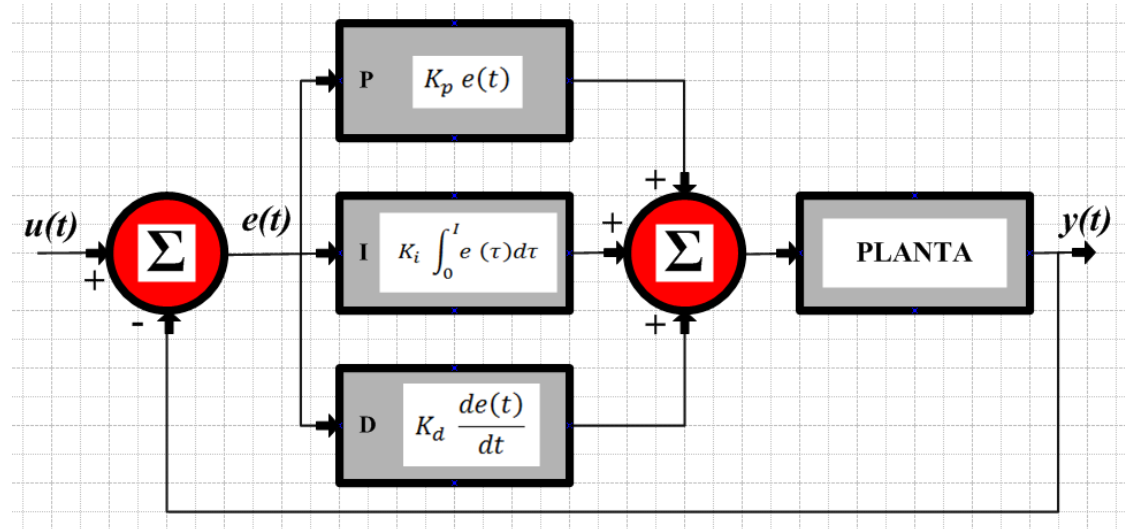 P K_p e(t)
u(t) + - Σ e(t)
I K_i ∫_0^I e (τ)dτ
+ + + Σ
PLANTA
y(t)
D K_d de(t)/dt